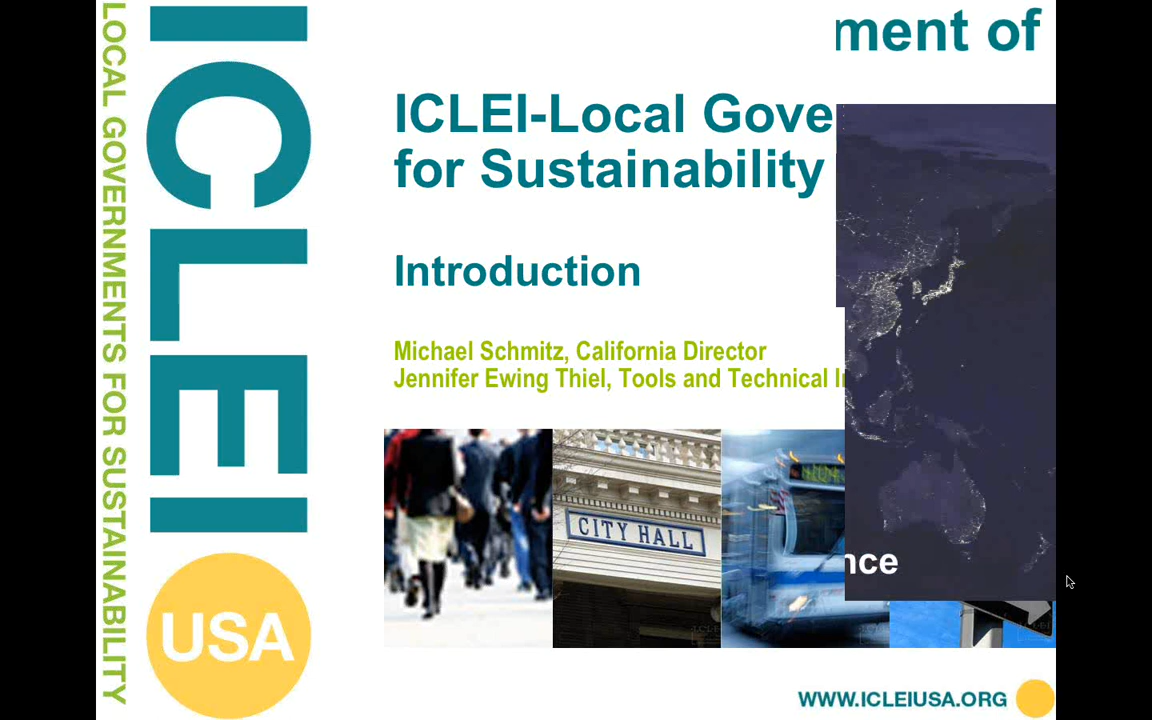 LOCAL GOVERNMENTS FOR SUSTAINABILITY
ICLEI
USA
ment of
ICLEI-Local Gove
for Sustainability
Introduction
Michael Schmitz, California Director
Jennifer Ewing Thiel, Tools and Technical
CITY HALL
nce
WWW.ICLEIUSA.ORG